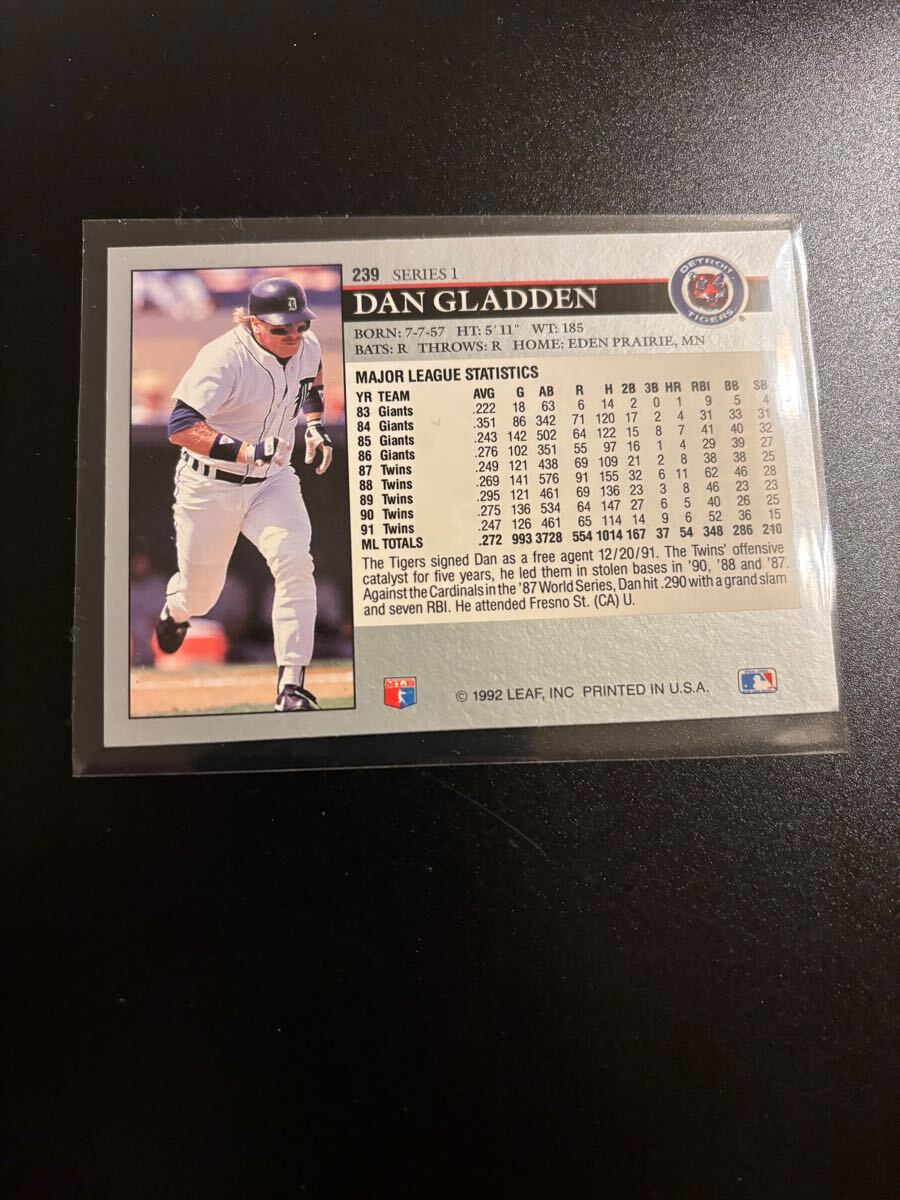 239 SERIES 1
DAN GLADDEN
DETROIT TIGERS ®
BORN: 7-7-57 HT: 5' 11" WT: 185
BATS: R THROWS: R HOME: EDEN PRAIRIE, MN
MAJOR LEAGUE STATISTICS
YR TEAM AVG G AB R H 2B 3B HR RBI BB SB
83 Giants .222 18 63 6 14 2 0 1 9 5 4
84 Giants .351 86 342 71 120 17 2 4 31 33 31
85 Giants .243 142 502 64 122 15 8 7 41 40 32
86 Giants .276 102 351 55 97 16 1 4 29 39 27
87 Twins .249 121 438 69 109 21 2 8 38 38 25
88 Twins .269 141 576 91 155 32 6 11 62 46 28
89 Twins .295 121 461 69 136 23 3 8 46 23 23
90 Twins .275 136 534 64 147 27 6 5 40 26 25
91 Twins .247 126 461 65 114 14 9 6 52 36 15
ML TOTALS .272 993 3728 554 1014 167 37 54 348 286 210
The Tigers signed Dan as a free agent 12/20/91. The Twins' offensive
catalyst for five years, he led them in stolen bases in '90, '88 and '87.
Against the Cardinals in the '87 World Series, Dan hit .290 with a grand slam
and seven RBI. He attended Fresno St. (CA) U.
© 1992 LEAF, INC PRINTED IN U.S.A.